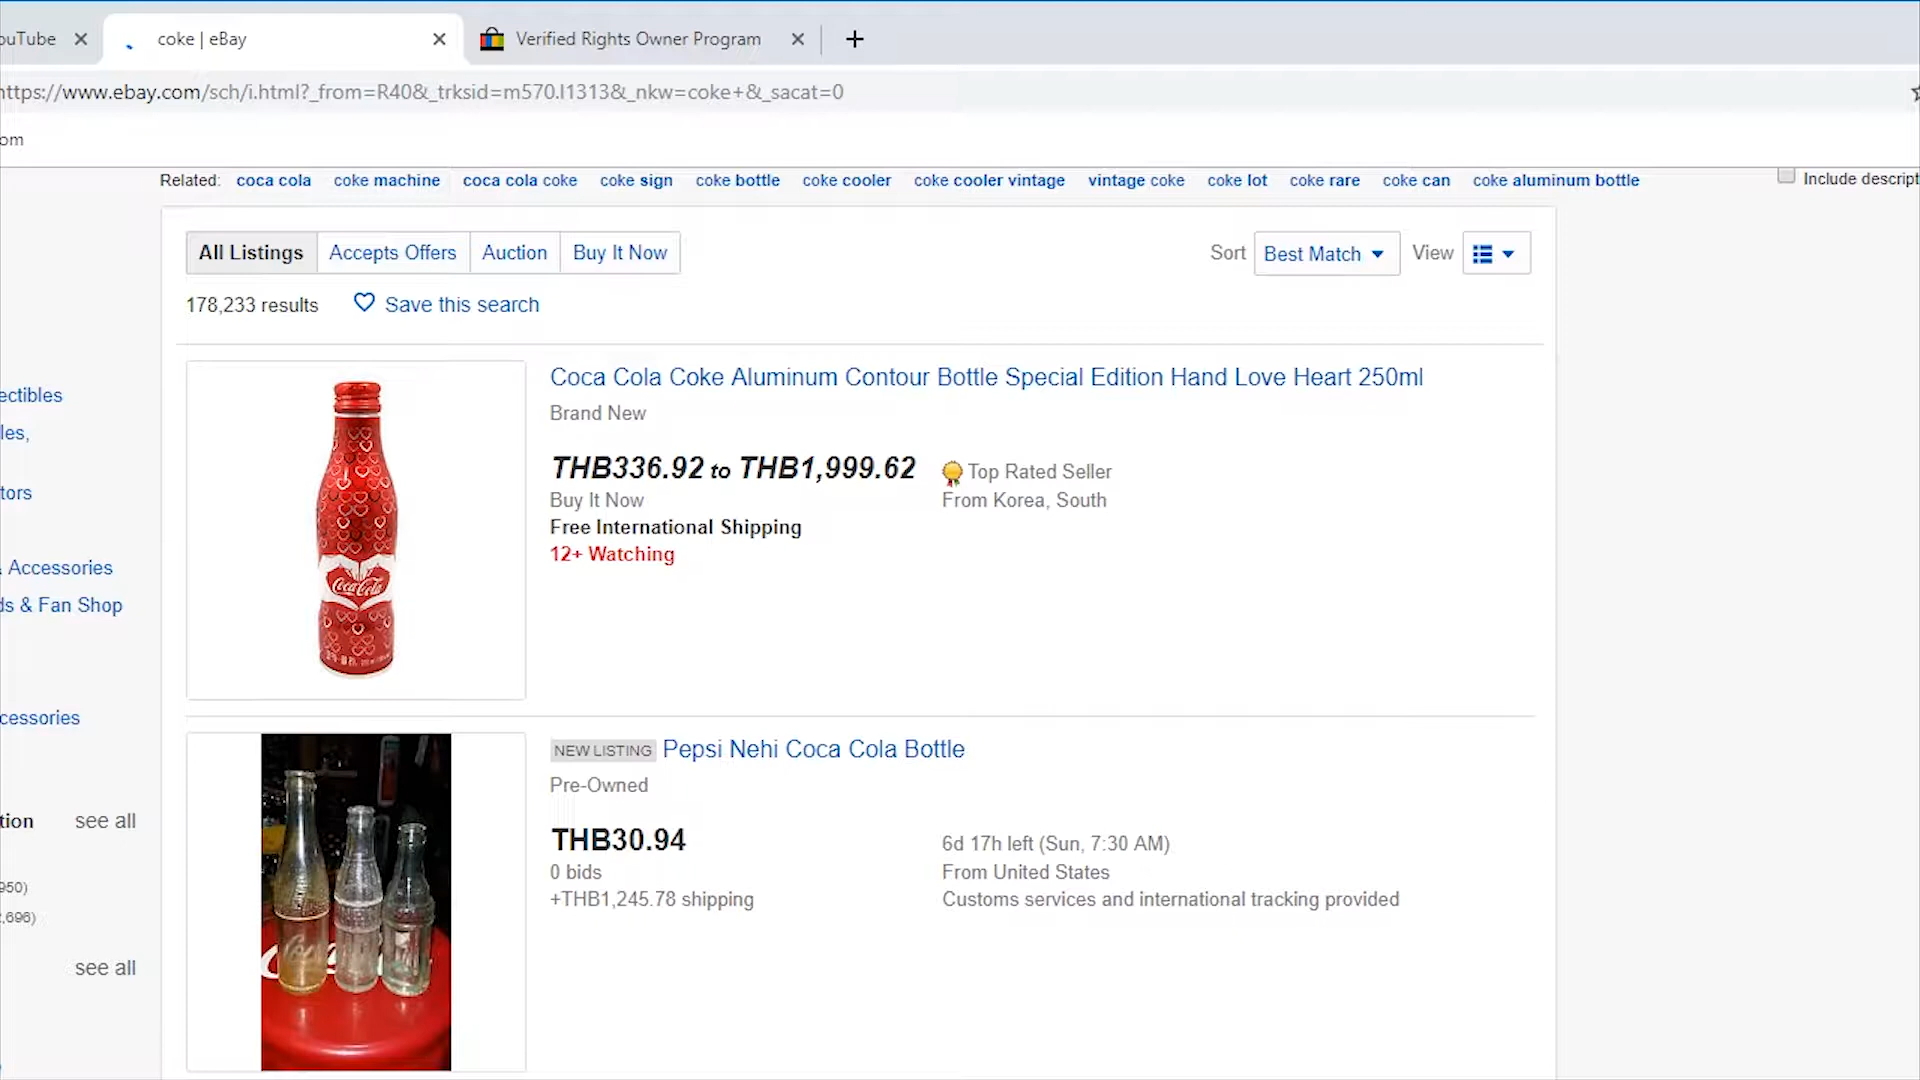 ouTube
coke | eBay
Verified Rights Owner Program
https://www.ebay.com/sch/i.html?_from=R40&_trksid=m570.l1313&_nkw=coke+&_sacat=0
om
Related: coca cola coke machine coca cola coke coke sign coke bottle coke cooler coke cooler vintage vintage coke coke lot coke rare coke can coke aluminum bottle
Include descript
All Listings Accepts Offers Auction Buy It Now
Sort Best Match View
178,233 results Save this search
ectibles
les,
tors
Accessories
ds & Fan Shop
cessories
tion see all
950)
,696)
see all
Coca Cola Coke Aluminum Contour Bottle Special Edition Hand Love Heart 250ml
Brand New
THB336.92 to THB1,999.62
Top Rated Seller
Buy It Now
From Korea, South
Free International Shipping
12+ Watching
Coca-Cola
NEW LISTING Pepsi Nehi Coca Cola Bottle
Pre-Owned
THB30.94
6d 17h left (Sun, 7:30 AM)
0 bids
From United States
+THB1,245.78 shipping
Customs services and international tracking provided